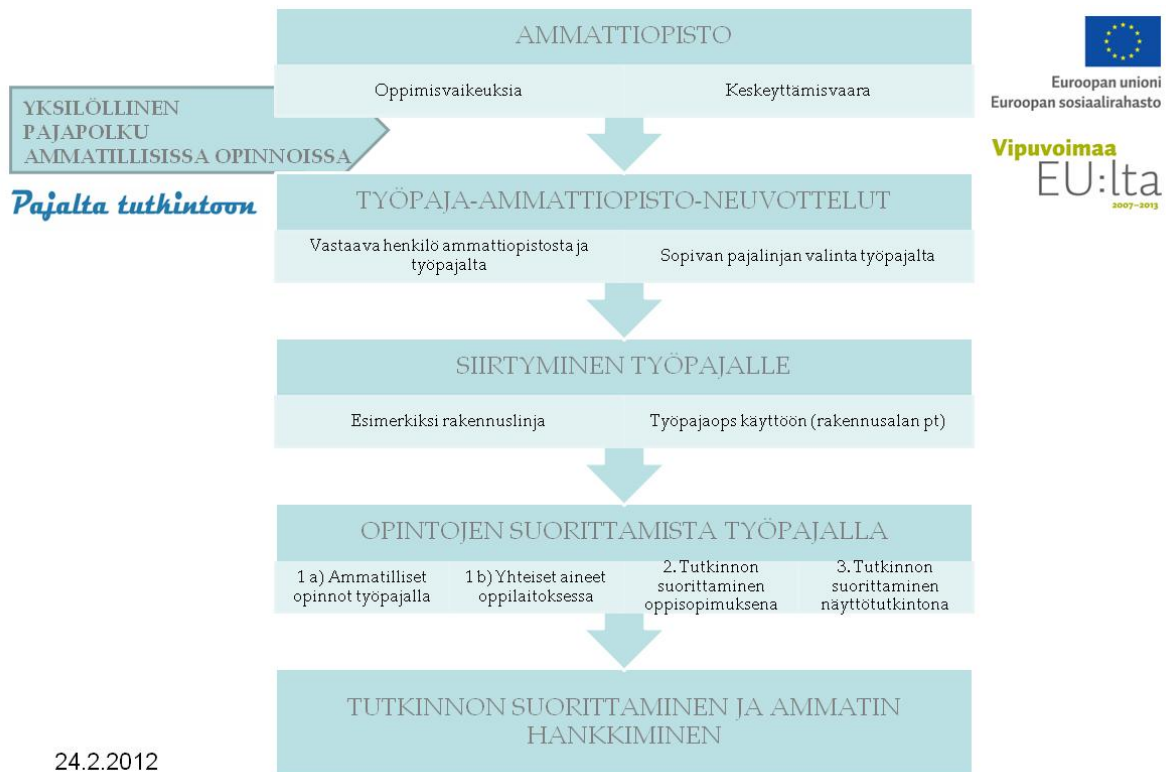 AMMATTIOPISTO
Oppimisvaikeuksia
Keskeyttämisvaara
YKSILÖLLINEN
PAJAPOLKU
AMMATILLISISSA OPINNOISSA
Pajalta tutkintoon
Euroopan unioni
Euroopan sosiaalirahasto
Vipuvoimaa
EU:lta
2007–2013
TYÖPAJA-AMMATTIOPISTO-NEUVOTTELUT
Vastaava henkilö ammattiopistosta ja
työpajalta
Sopivan pajalinjan valinta työpajalta
SIIRTYMINEN TYÖPAJALLE
Esimerkiksi rakennuslinja
Työpajaops käyttöön (rakennusalan pt)
OPINTOJEN SUORITTAMISTA TYÖPAJALLA
1 a) Ammatilliset
opinnot työpajalla
1 b) Yhteiset aineet
oppilaitoksessa
2. Tutkinnon
suorittaminen
oppisopimuksena
3. Tutkinnon
suorittaminen
näyttötutkintona
TUTKINNON SUORITTAMINEN JA AMMATIN
HANKKIMINEN
24.2.2012